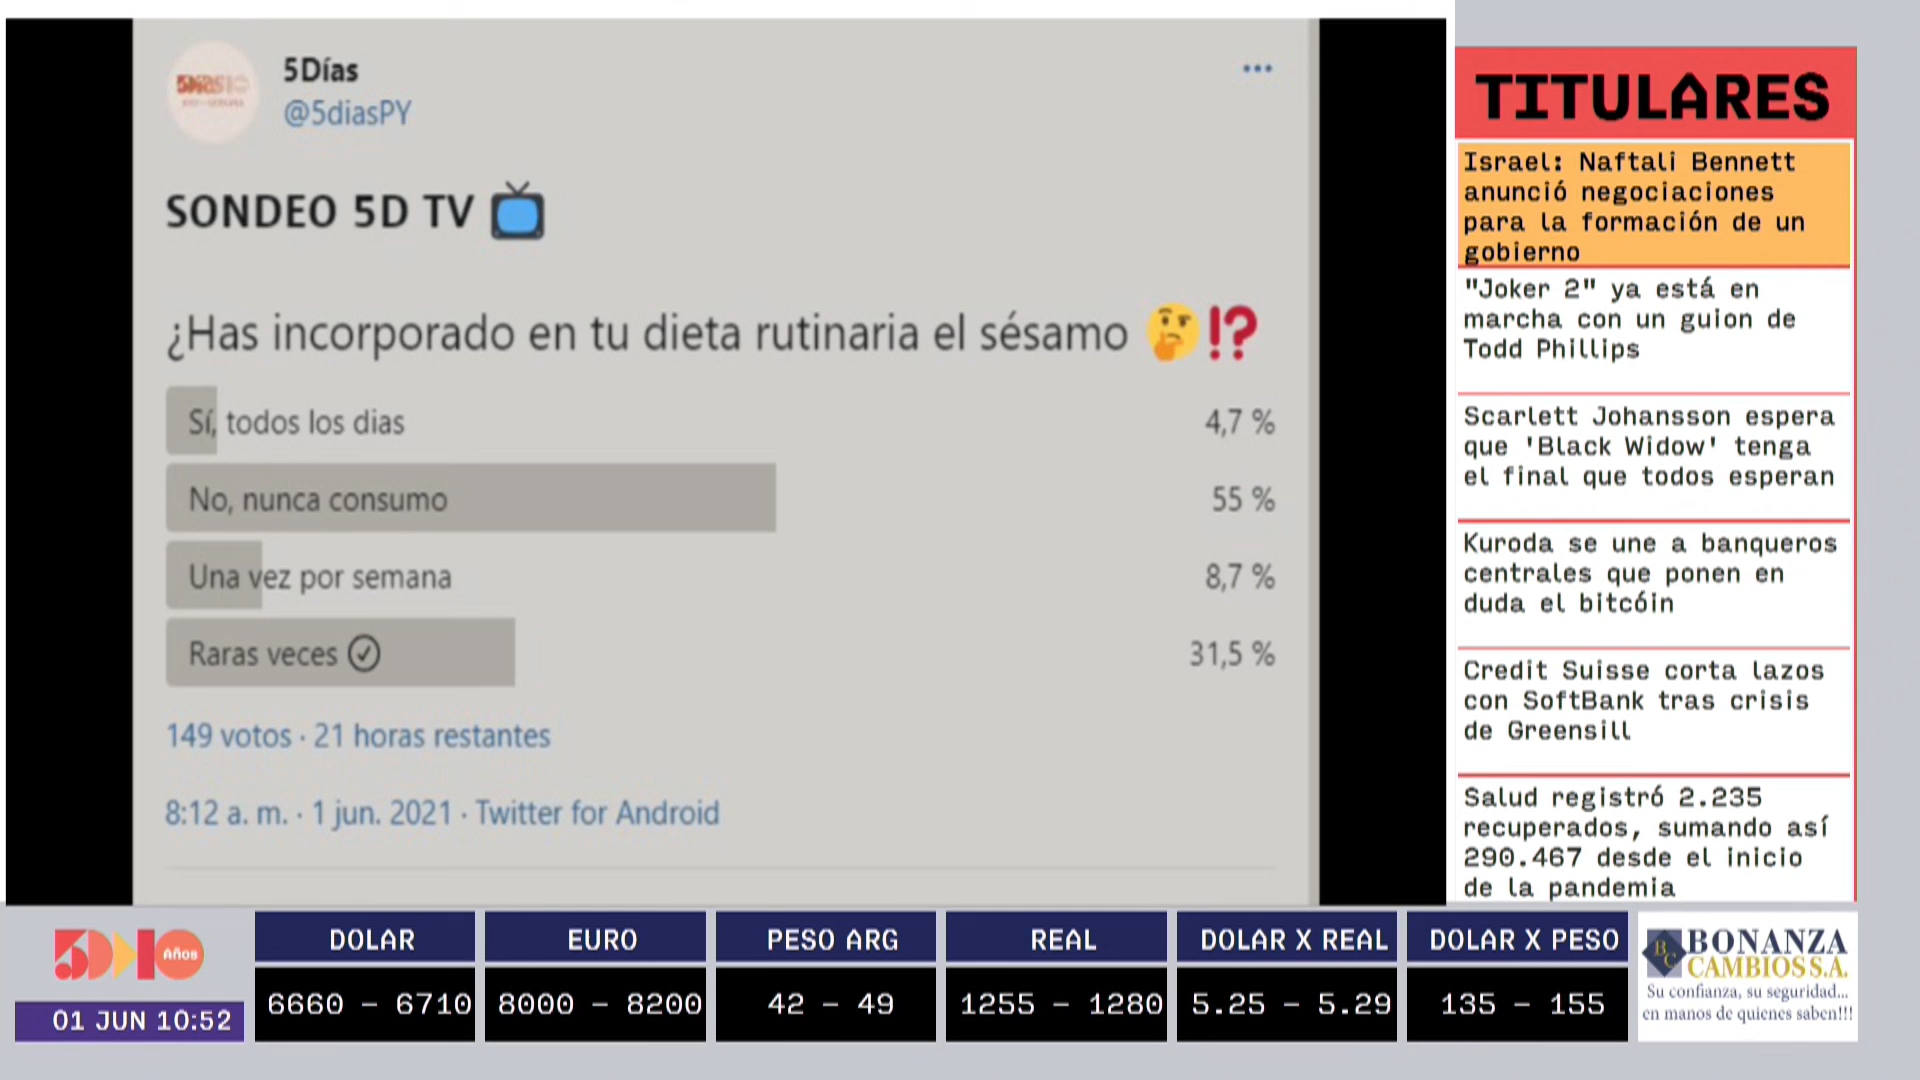 5Días
@5diasPY
SONDEO 5D TV
¿Has incorporado en tu dieta rutinaria el sésamo 🤔⁉
Sí, todos los dias
4,7 %
No, nunca consumo
55 %
Una vez por semana
8,7 %
Raras veces
31,5 %
149 votos · 21 horas restantes
8:12 a. m. · 1 jun. 2021 · Twitter for Android
TITULARES
Israel: Naftali Bennett
anunció negociaciones
para la formación de un
gobierno
"Joker 2" ya está en
marcha con un guion de
Todd Phillips
Scarlett Johansson espera
que 'Black Widow' tenga
el final que todos esperan
Kuroda se une a banqueros
centrales que ponen en
duda el bitcóin
Credit Suisse corta lazos
con SoftBank tras crisis
de Greensill
Salud registró 2.235
recuperados, sumando así
290.467 desde el inicio
de la pandemia
5D10 Años
01 JUN 10:52
DOLAR
6660 – 6710
EURO
8000 – 8200
PESO ARG
42 – 49
REAL
1255 – 1280
DOLAR X REAL
5.25 – 5.29
DOLAR X PESO
135 – 155
BC BONANZA
CAMBIOS S.A.
Su confianza, su seguridad...
en manos de quienes saben!!!